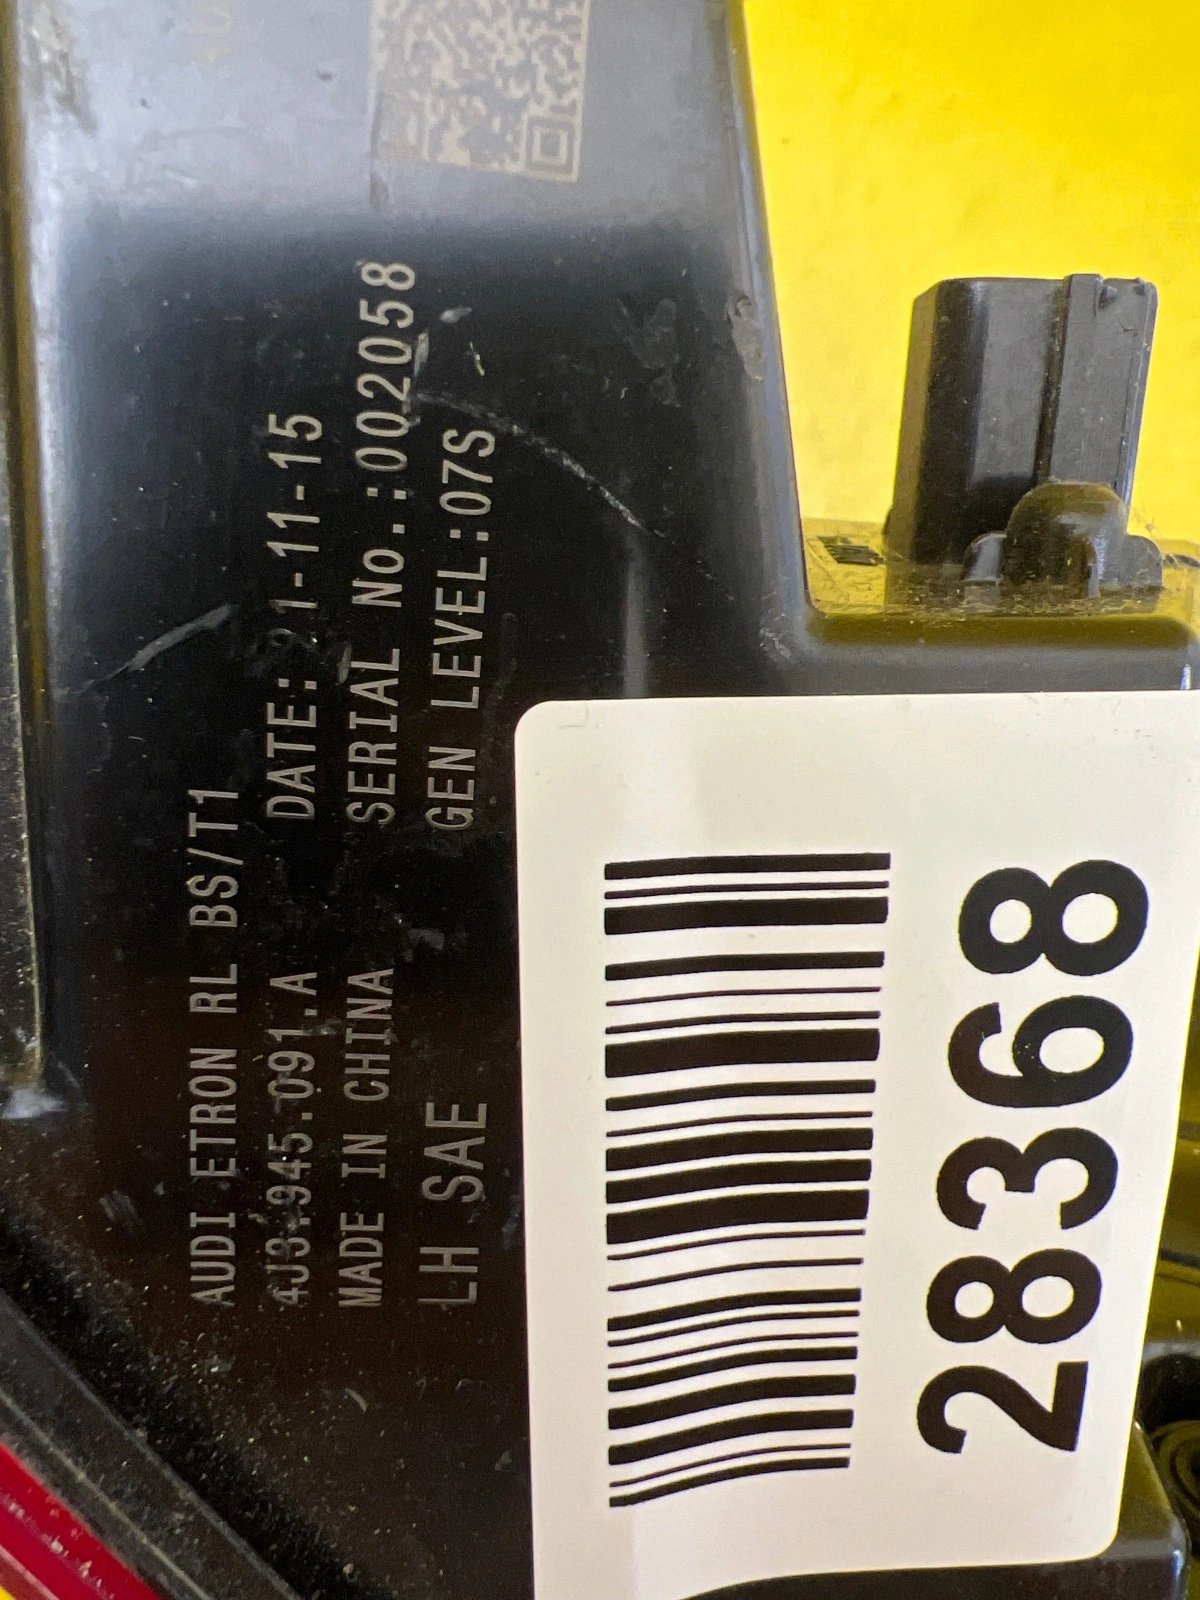 AUDI ETRON RL BS/T1
4J3.945.091.A DATE: 21-11-15
MADE IN CHINA SERIAL No.:002058
LH SAE GEN LEVEL:07S
28368